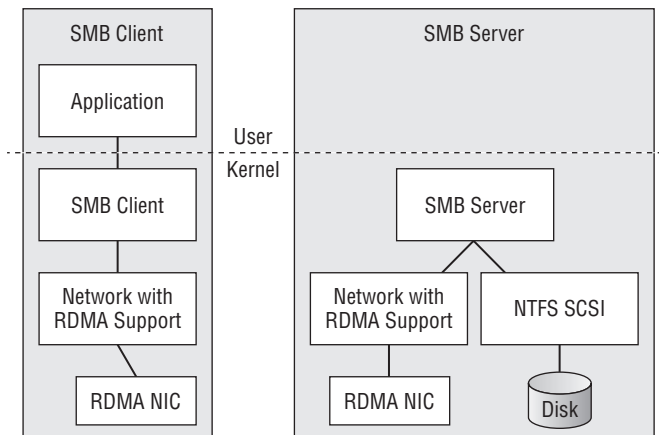 SMB Client
SMB Server
Application
User
Kernel
SMB Client
SMB Server
Network with
RDMA Support
Network with
RDMA Support
NTFS SCSI
RDMA NIC
RDMA NIC
Disk